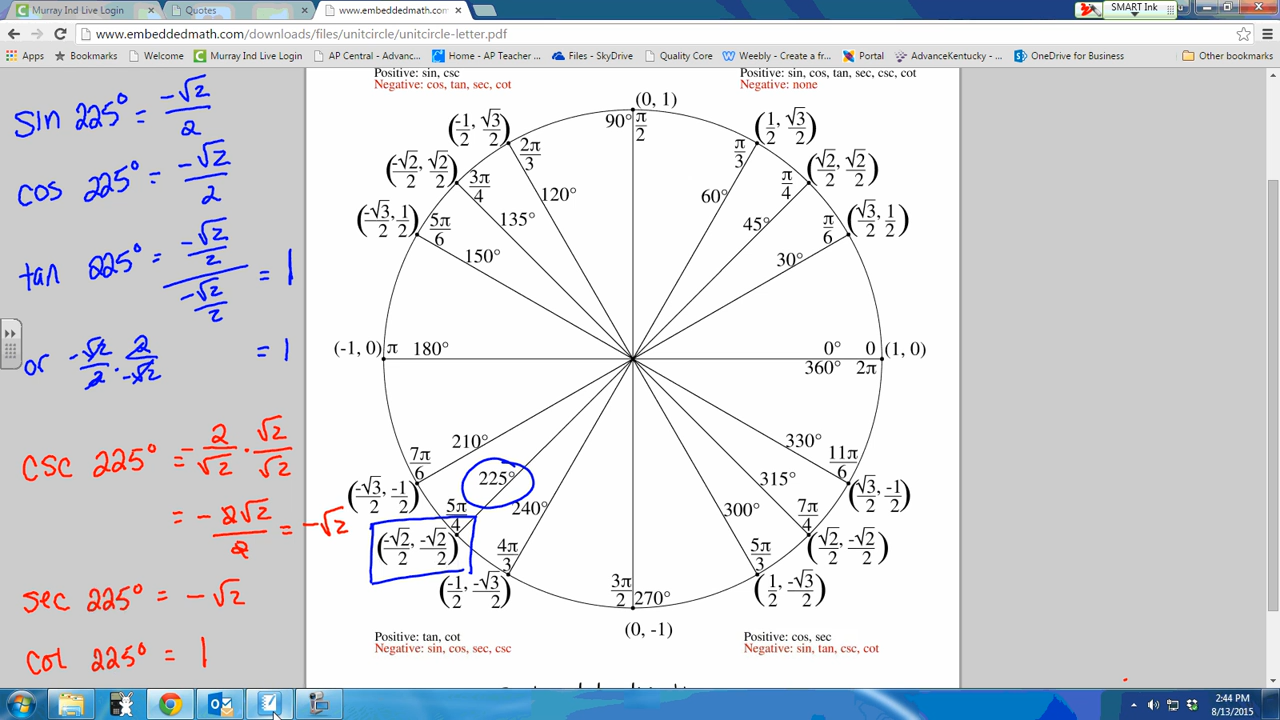 Murray Ind Live Login
Quotes
www.embeddedmath.com/
SMART Ink
www.embeddedmath.com/downloads/files/unitcircle/unitcircle-letter.pdf
Apps Bookmarks Welcome Murray Ind Live Login AP Central - Advanc... Home - AP Teacher ... Files - SkyDrive Quality Core Weebly - Create a fr... Portal AdvanceKentucky - ... SMART OneDrive for Business Other bookmarks
sin 225° = -√2/2
cos 225° = -√2/2
tan 225° = (-√2/2)/(-√2/2) = 1
or -√2/2 · 2/-√2 = 1
csc 225° = -2/√2 · √2/√2
= -2√2/2 = -√2
sec 225° = -√2
cot 225° = 1
Positive: sin, csc
Negative: cos, tan, sec, cot
Positive: sin, cos, tan, sec, csc, cot
Negative: none
(0, 1)
90° π/2
(-1/2, √3/2) 2π/3 120°
(-√2/2, √2/2) 3π/4 135°
(-√3/2, 1/2) 5π/6 150°
(1/2, √3/2) π/3 60°
(√2/2, √2/2) π/4 45°
(√3/2, 1/2) π/6 30°
(-1, 0) π 180°
0° 0 (1, 0)
360° 2π
210° 7π/6 (-√3/2, -1/2)
225° 5π/4 (-√2/2, -√2/2)
240° 4π/3 (-1/2, -√3/2)
330° 11π/6 (√3/2, -1/2)
315° 7π/4 (√2/2, -√2/2)
300° 5π/3 (1/2, -√3/2)
3π/2 270°
(0, -1)
Positive: tan, cot
Negative: sin, cos, sec, csc
Positive: cos, sec
Negative: sin, tan, csc, cot
2:44 PM
8/13/2015